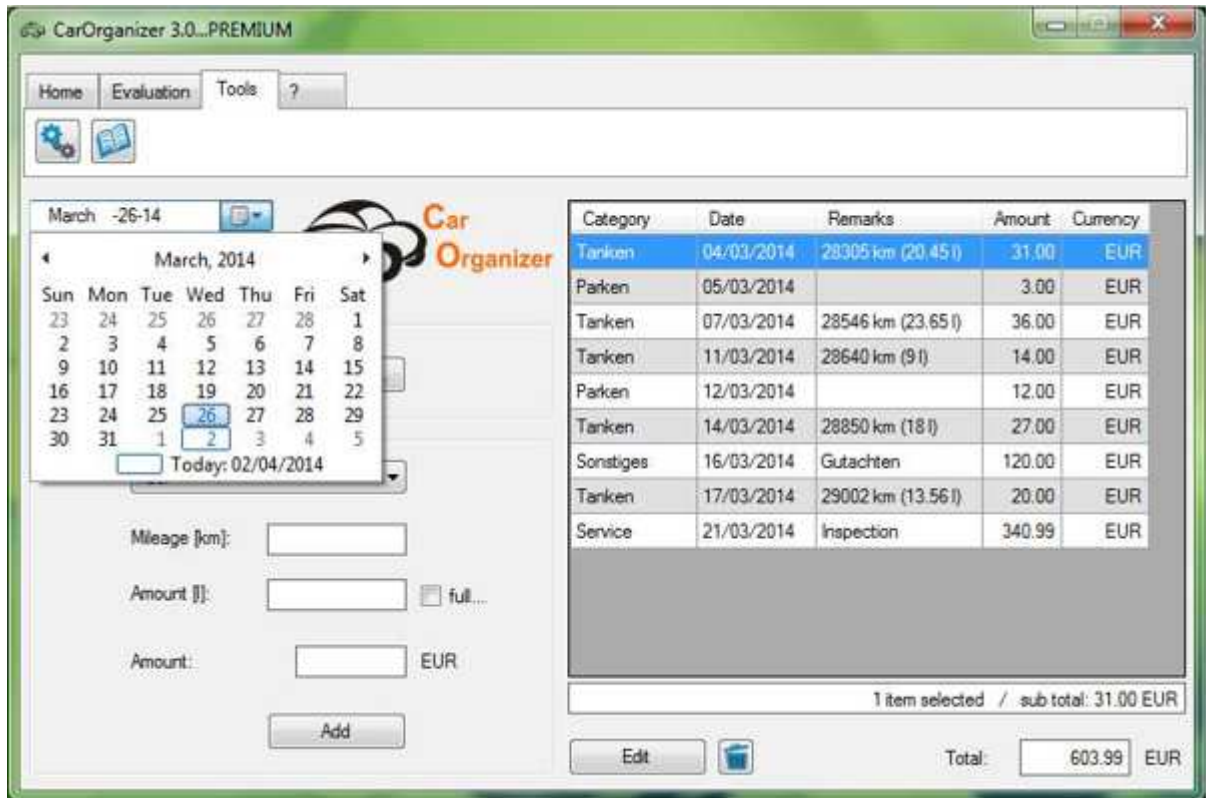 CarOrganizer 3.0...PREMIUM
Home Evaluation Tools ?
March -26-14
Car
Organizer
March, 2014
Sun Mon Tue Wed Thu Fri Sat
23 24 25 26 27 28 1
2 3 4 5 6 7 8
9 10 11 12 13 14 15
16 17 18 19 20 21 22
23 24 25 26 27 28 29
30 31 1 2 3 4 5
Today: 02/04/2014
Mileage [km]:
Amount [l]:
full...
Amount:
EUR
Add
Category Date Remarks Amount Currency
Tanken 04/03/2014 28305 km (20.45 l) 31.00 EUR
Parken 05/03/2014 3.00 EUR
Tanken 07/03/2014 28546 km (23.65 l) 36.00 EUR
Tanken 11/03/2014 28640 km (9 l) 14.00 EUR
Parken 12/03/2014 12.00 EUR
Tanken 14/03/2014 28850 km (18 l) 27.00 EUR
Sonstiges 16/03/2014 Gutachten 120.00 EUR
Tanken 17/03/2014 29002 km (13.56 l) 20.00 EUR
Service 21/03/2014 Inspection 340.99 EUR
1 item selected / sub total: 31.00 EUR
Edit
Total: 603.99 EUR